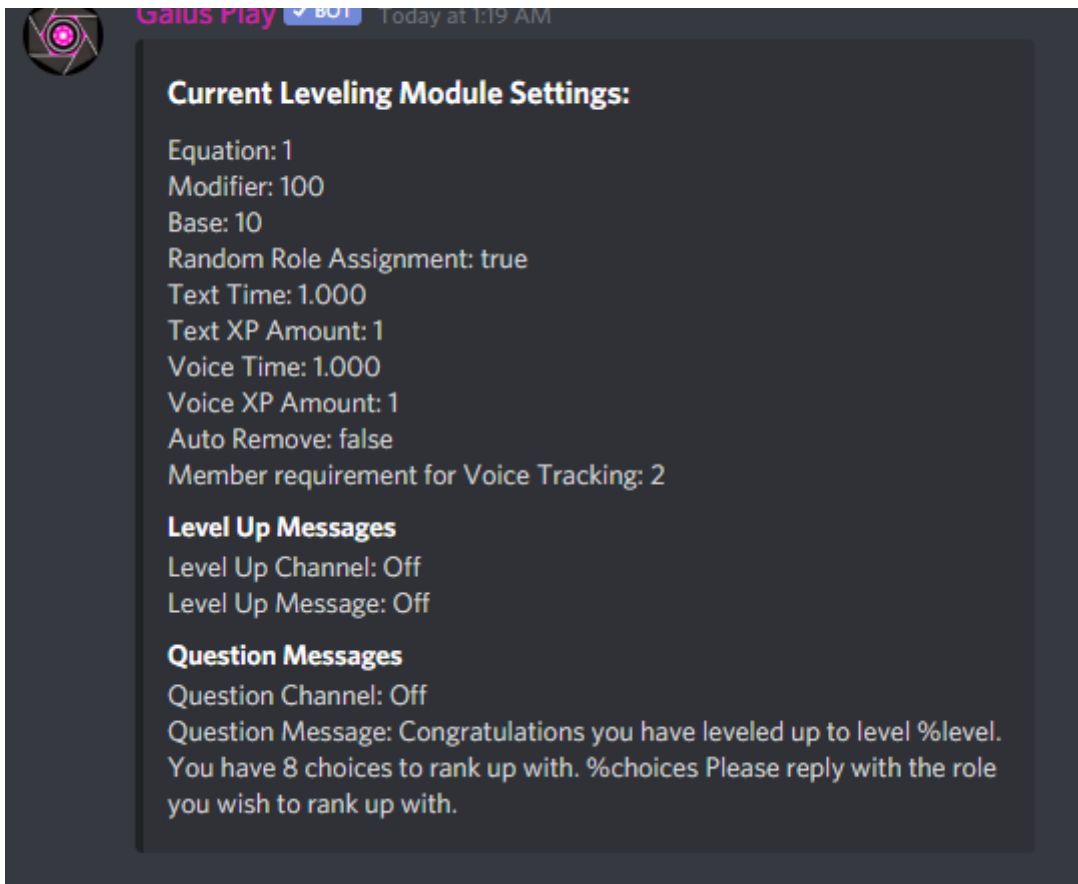 Gaius Play BOT Today at 1:19 AM
Current Leveling Module Settings:
Equation: 1
Modifier: 100
Base: 10
Random Role Assignment: true
Text Time: 1.000
Text XP Amount: 1
Voice Time: 1.000
Voice XP Amount: 1
Auto Remove: false
Member requirement for Voice Tracking: 2
Level Up Messages
Level Up Channel: Off
Level Up Message: Off
Question Messages
Question Channel: Off
Question Message: Congratulations you have leveled up to level %level.
You have 8 choices to rank up with. %choices Please reply with the role
you wish to rank up with.